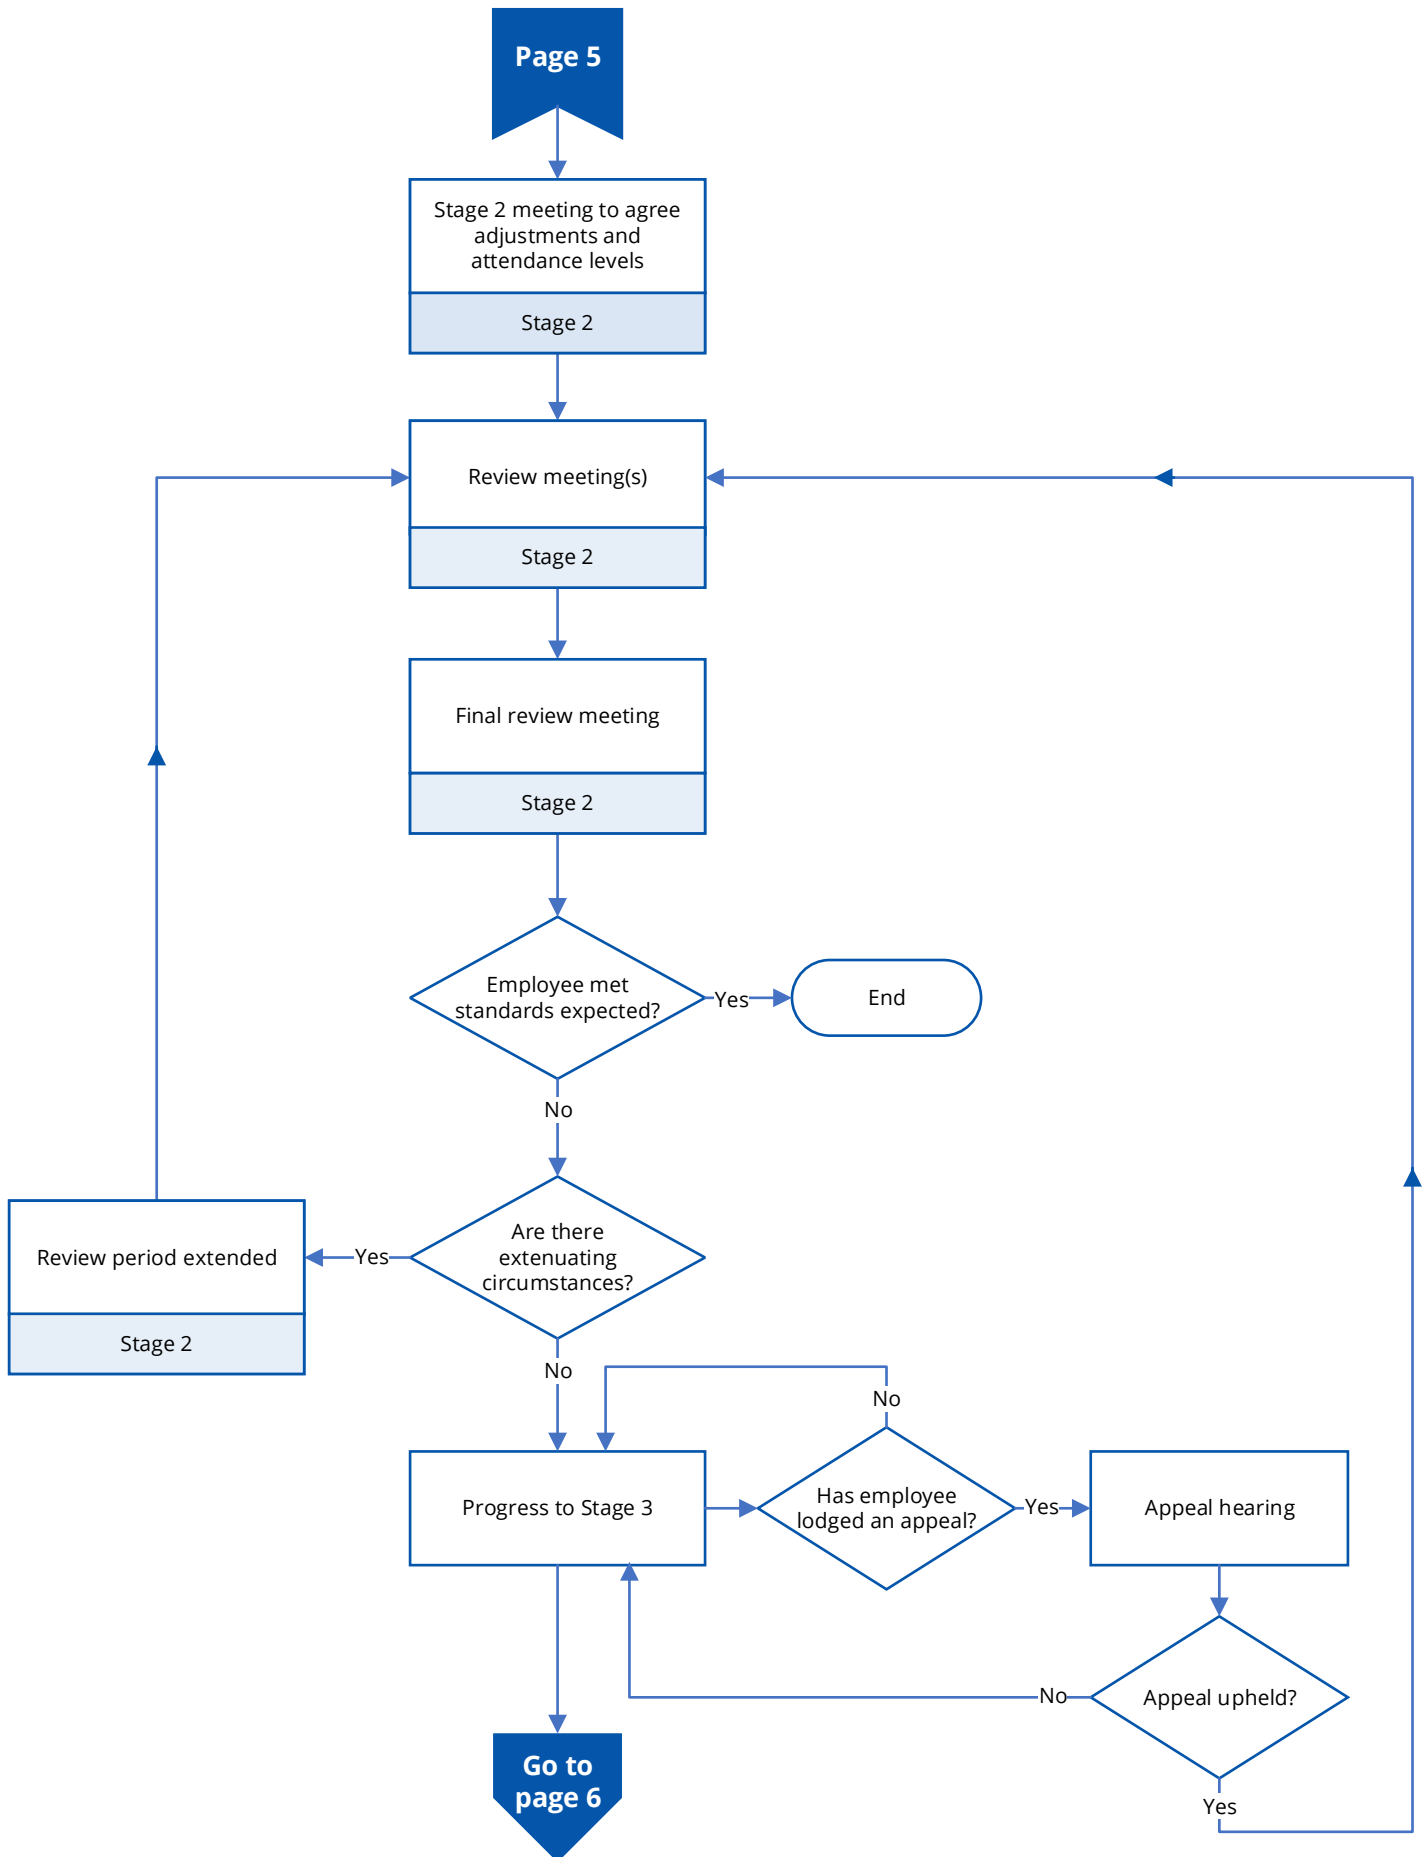 Page 5
Stage 2 meeting to agree
adjustments and
attendance levels
Stage 2
Review meeting(s)
Stage 2
Final review meeting
Stage 2
Employee met
standards expected?
Yes
End
No
Are there
extenuating
circumstances?
Yes
Review period extended
Stage 2
No
No
Progress to Stage 3
Has employee
lodged an appeal?
Yes
Appeal hearing
Appeal upheld?
No
Yes
Go to
page 6